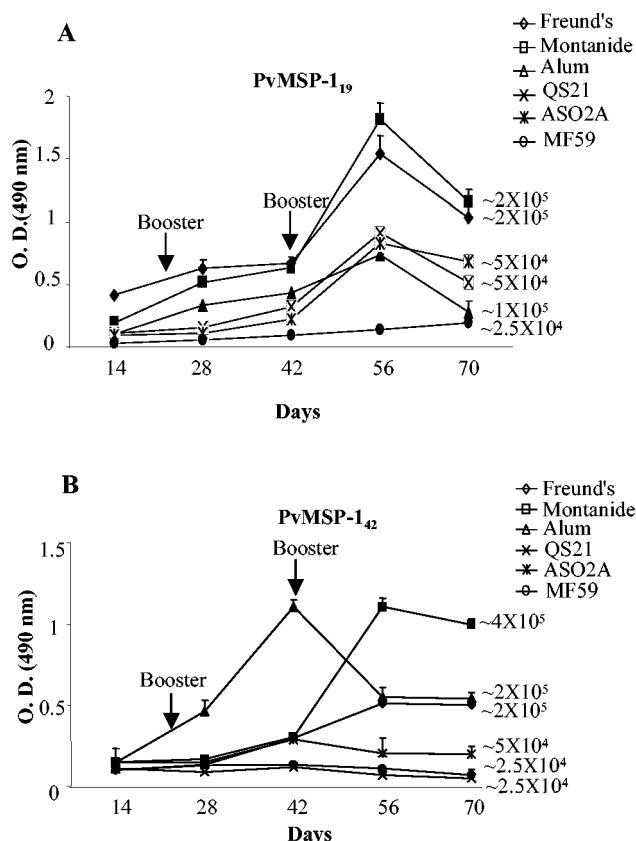 A
PvMSP-1₁₉
Freund's
Montanide
Alum
QS21
ASO2A
MF59
O. D.(490 nm)
2
1.5
1
0.5
0
Booster
Booster
~2X10⁵
~2X10⁵
~5X10⁴
~5X10⁴
~1X10⁵
~2.5X10⁴
14 28 42 56 70
Days
B
PvMSP-1₄₂
Freund's
Montanide
Alum
QS21
ASO2A
MF59
O. D. (490 nm)
1.5
1
0.5
0
Booster
Booster
~4X10⁵
~2X10⁵
~2X10⁵
~5X10⁴
~2.5X10⁴
~2.5X10⁴
14 28 42 56 70
Days